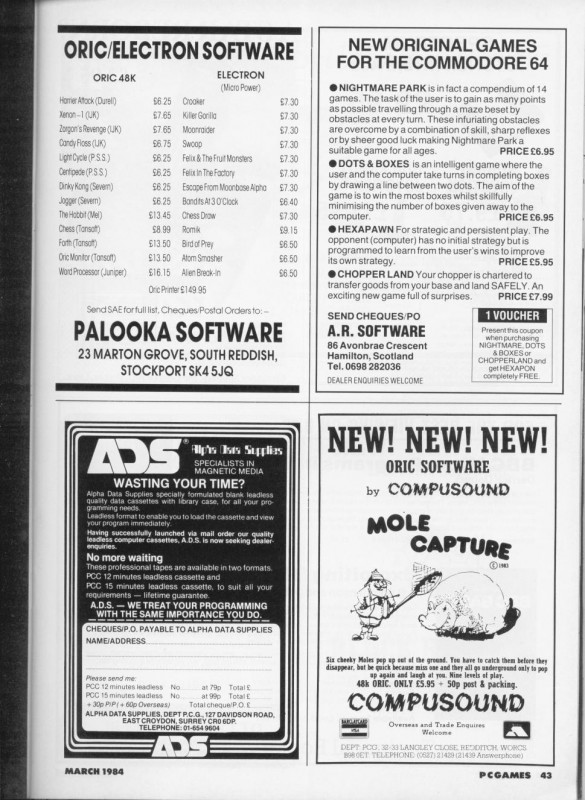 ORIC/ELECTRON SOFTWARE
ORIC 48K
ELECTRON
(Micro Power)
Harrier Attack (Durell) £6.25 Croaker £7.30
Xenon -1 (IJK) £7.65 Killer Gorilla £7.30
Zorgon's Revenge (IJK) £7.65 Moonraider £7.30
Candy Floss (IJK) £6.75 Swoop £7.30
Light Cycle (P.S.S.) £6.25 Felix & The Fruit Monsters £7.30
Centipede (P.S.S.) £6.25 Felix In The Factory £7.30
Dinky Kong (Severn) £6.25 Escape From Moonbase Alpha £7.30
Jogger (Severn) £6.25 Bandits At 3 O'Clock £6.40
The Hobbit (Mel) £13.45 Chess Draw £7.30
Chess (Tansoft) £8.99 Romik £9.15
Forth (Tansoft) £13.50 Bird of Prey £6.50
Oric Monitor (Tansoft) £13.50 Atom Smasher £6.50
Word Processor (Juniper) £16.15 Alien Break-In £6.50
Oric Printer £149.95
Send SAE for full list, Cheques/Postal Orders to: –
PALOOKA SOFTWARE
23 MARTON GROVE, SOUTH REDDISH,
STOCKPORT SK4 5JQ
NEW ORIGINAL GAMES
FOR THE COMMODORE 64
● NIGHTMARE PARK is in fact a compendium of 14
games. The task of the user is to gain as many points
as possible travelling through a maze beset by
obstacles at every turn. These infuriating obstacles
are overcome by a combination of skill, sharp reflexes
or by sheer good luck making Nighmare Park a
suitable game for all ages. PRICE £6.95
● DOTS & BOXES is an intelligent game where the
user and the computer take turns in completing boxes
by drawing a line between two dots. The aim of the
game is to win the most boxes whilst skilfully
minimising the number of boxes given away to the
computer. PRICE £6.95
● HEXAPAWN For strategic and persistent play. The
opponent (computer) has no initial strategy but is
programmed to learn from the user's wins to improve
its own strategy. PRICE £5.95
● CHOPPER LAND Your chopper is chartered to
transfer goods from your base and land SAFELY. An
exciting new game full of surprises. PRICE £7.99
SEND CHEQUES/PO
A.R. SOFTWARE
86 Avonbrae Crescent
Hamilton, Scotland
Tel. 0698 282036
DEALER ENQUIRIES WELCOME
1 VOUCHER
Present this coupon
when purchasing
NIGHTMARE, DOTS
& BOXES or
CHOPPERLAND and
get HEXAPON
completely FREE.
ADS® Alpha Data Supplies
SPECIALISTS IN
MAGNETIC MEDIA
WASTING YOUR TIME?
Alpha Data Supplies specially formulated blank leadless
quality data cassettes with library case, for all your pro-
gramming needs.
Leadless format to enable you to load the cassette and view
your program immediately.
Having successfully launched via mail order our quality
leadless computer cassettes, A.D.S. is now seeking dealer-
enquiries.
No more waiting
These professional tapes are available in two formats.
PCC 12 minutes leadless cassette and
PCC 15 minutes leadless cassette, to suit all your
requirements — lifetime guarantee.
A.D.S. — WE TREAT YOUR PROGRAMMING
WITH THE SAME IMPORTANCE YOU DO.
CHEQUES/P.O. PAYABLE TO ALPHA DATA SUPPLIES
NAME/ADDRESS
Please send me:
PCC 12 minutes leadless No. at 79p Total £
PCC 15 minutes leadless No. at 99p Total £
+ 30p P/P (+ 60p Overseas) Total cheque/P.O. £
ALPHA DATA SUPPLIES, DEPT P.C.G., 127 DAVIDSON ROAD,
EAST CROYDON, SURREY CR0 6DP.
TELEPHONE: 01-654 9604
ADS
NEW! NEW! NEW!
ORIC SOFTWARE
by COMPUSOUND
MOLE
CAPTURE
© 1983
Six cheeky Moles pop up out of the ground. You have to catch them before they
disappear, but be quick because miss one and they all go underground only to pop
up again and laugh at you. Nine levels of play.
48k ORIC. ONLY £5.95 + 50p post & packing.
COMPUSOUND
BARCLAYCARD
VISA
Overseas and Trade Enquires
Welcome
DEPT: PCG, 32-33 LANGLEY CLOSE, REDDITCH, WORCS.
B98 0ET. TELEPHONE (0527) 21429 (21439 Answerphone)
MARCH 1984
PCGAMES 43